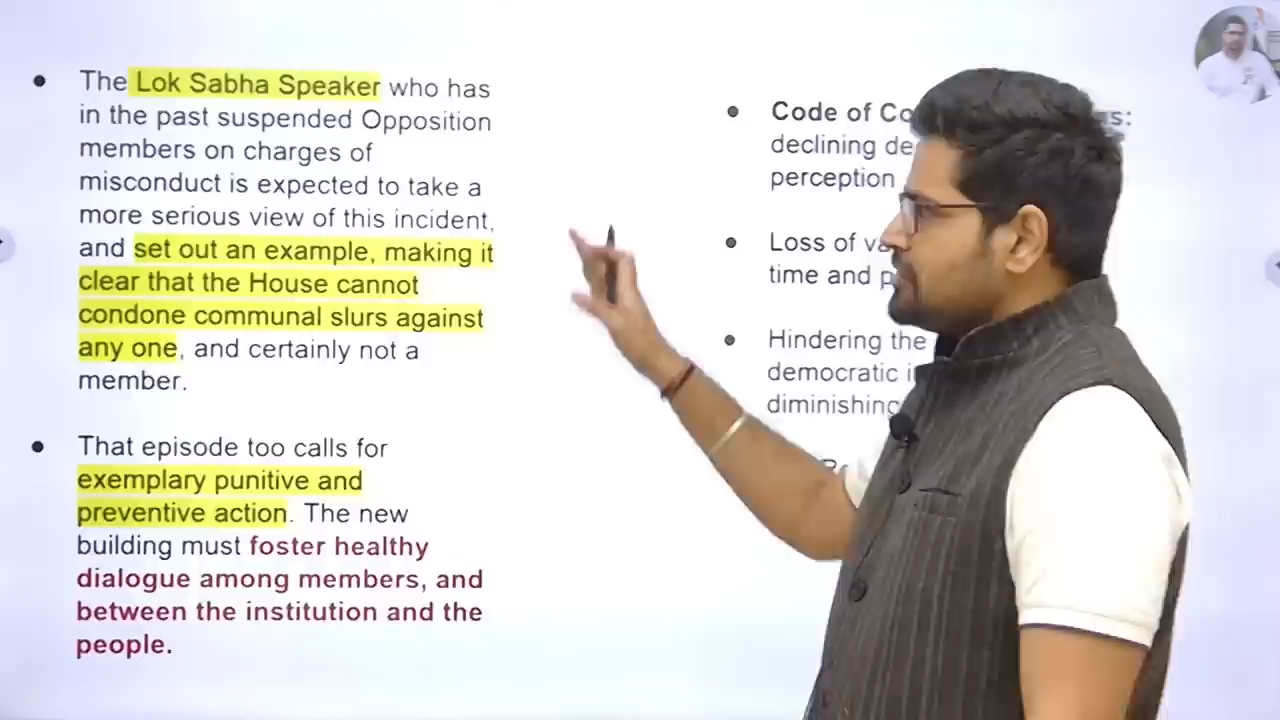 The Lok Sabha Speaker who has
in the past suspended Opposition
members on charges of
misconduct is expected to take a
more serious view of this incident,
and set out an example, making it
clear that the House cannot
condone communal slurs against
any one, and certainly not a
member.
That episode too calls for
exemplary punitive and
preventive action. The new
building must foster healthy
dialogue among members, and
between the institution and the
people.
Code of
declining
perception
Loss of
time and
Hindering the
democratic
diminishing